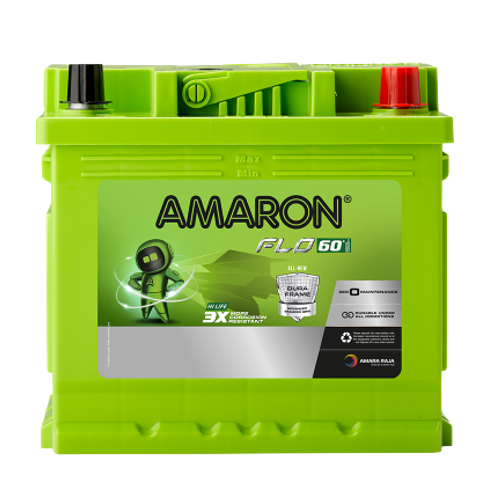 Max
Min
AMARON®
FLO 60
ALL-NEW
DURA
FRAME
HI LIFE
3X MORE
CORROSION
RESISTANT
ZERO MAINTENANCE
DURABLE UNDER
ALL CONDITIONS
AMARA RAJA